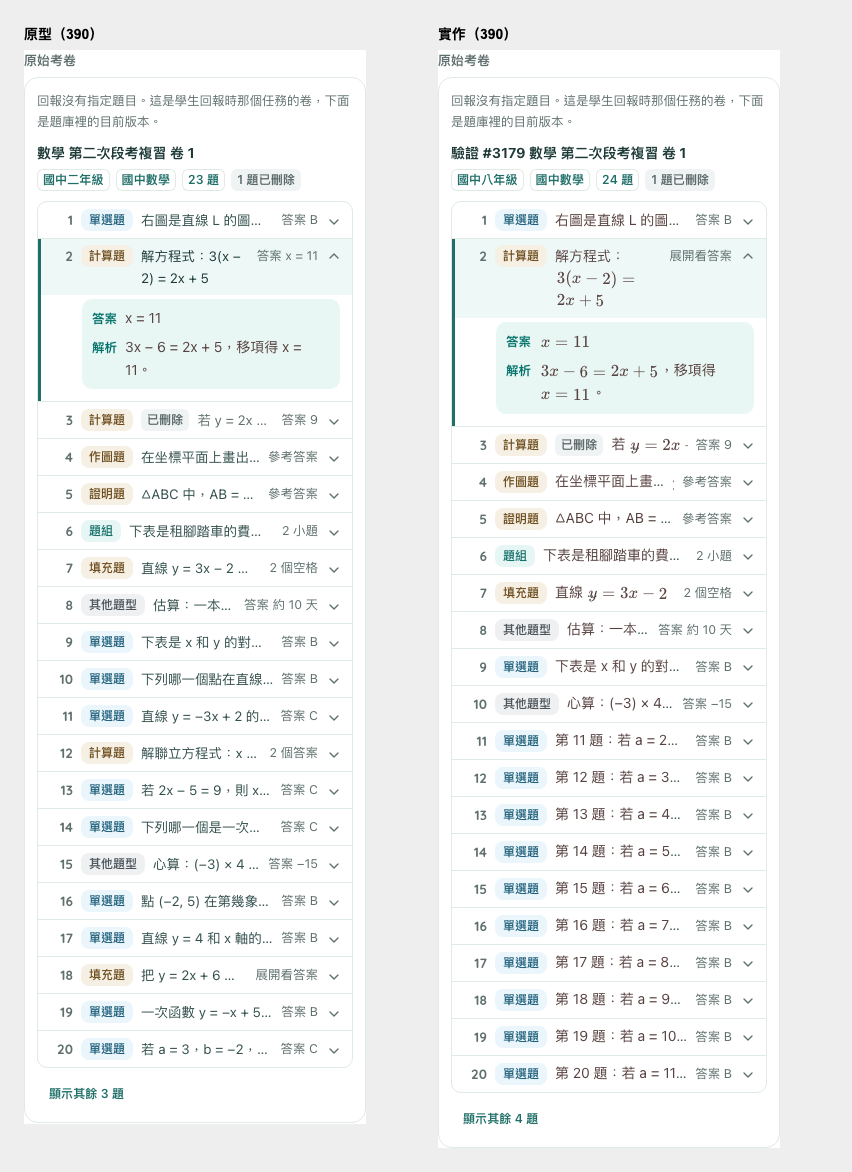 原型（390）
原始考卷
回報沒有指定題目。這是學生回報時那個任務的卷，下面
是題庫裡的目前版本。
數學 第二次段考複習 卷 1
國中二年級 國中數學 23 題 1 題已刪除
1 單選題 右圖是直線 L 的圖... 答案 B
2 計算題 解方程式：3(x − 答案 x = 11
2) = 2x + 5
答案 x = 11
解析 3x − 6 = 2x + 5，移項得 x =
11。
3 計算題 已刪除 若 y = 2x ... 答案 9
4 作圖題 在坐標平面上畫出... 參考答案
5 證明題 △ABC 中，AB = ... 參考答案
6 題組 下表是租腳踏車的費... 2 小題
7 填充題 直線 y = 3x − 2 ... 2 個空格
8 其他題型 估算：一本... 答案 約 10 天
9 單選題 下表是 x 和 y 的對... 答案 B
10 單選題 下列哪一個點在直線... 答案 B
11 單選題 直線 y = −3x + 2 的... 答案 C
12 計算題 解聯立方程式：x ... 2 個答案
13 單選題 若 2x − 5 = 9，則 x... 答案 C
14 單選題 下列哪一個是一次... 答案 C
15 其他題型 心算：(−3) × 4 ... 答案 −15
16 單選題 點 (−2, 5) 在第幾象... 答案 B
17 單選題 直線 y = 4 和 x 軸的... 答案 B
18 填充題 把 y = 2x + 6 ... 展開看答案
19 單選題 一次函數 y = −x + 5... 答案 B
20 單選題 若 a = 3，b = −2，... 答案 C
顯示其餘 3 題
實作（390）
原始考卷
回報沒有指定題目。這是學生回報時那個任務的卷，下面
是題庫裡的目前版本。
驗證 #3179 數學 第二次段考複習 卷 1
國中八年級 國中數學 24 題 1 題已刪除
1 單選題 右圖是直線 L 的圖... 答案 B
2 計算題 解方程式： 展開看答案
3(x − 2) =
2x + 5
答案 x = 11
解析 3x − 6 = 2x + 5，移項得
x = 11。
3 計算題 已刪除 若 y = 2x 答案 9
4 作圖題 在坐標平面上畫... 參考答案
5 證明題 △ABC 中，AB = ... 參考答案
6 題組 下表是租腳踏車的費... 2 小題
7 填充題 直線 y = 3x − 2 2 個空格
8 其他題型 估算：一本... 答案 約 10 天
9 單選題 下表是 x 和 y 的對... 答案 B
10 其他題型 心算：(−3) × 4... 答案 −15
11 單選題 第 11 題：若 a = 2... 答案 B
12 單選題 第 12 題：若 a = 3... 答案 B
13 單選題 第 13 題：若 a = 4... 答案 B
14 單選題 第 14 題：若 a = 5... 答案 B
15 單選題 第 15 題：若 a = 6... 答案 B
16 單選題 第 16 題：若 a = 7... 答案 B
17 單選題 第 17 題：若 a = 8... 答案 B
18 單選題 第 18 題：若 a = 9... 答案 B
19 單選題 第 19 題：若 a = 10... 答案 B
20 單選題 第 20 題：若 a = 11... 答案 B
顯示其餘 4 題